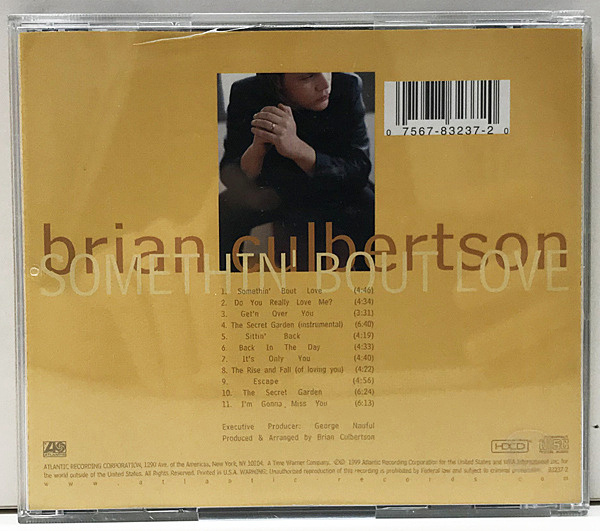 0 7567-83237-2 0
brian culbertson
SOMETHIN' BOUT LOVE
1. Somethin' Bout Love (4:46)
2. Do You Really Love Me? (4:34)
3. Get'n Over You (3:31)
4. The Secret Garden (instrumental) (6:40)
5. Sittin' Back (4:19)
6. Back In The Day (4:33)
7. It's Only You (4:40)
8. The Rise and Fall (of loving you) (4:22)
9. Escape (4:56)
10. The Secret Garden (6:24)
11. I'm Gonna Miss You (6:13)
Executive Producer: George Nauful
Produced & Arranged by Brian Culbertson
HDCD
ATLANTIC RECORDING CORPORATION, 1290 Ave. of the Americas, New York, NY 10104. A Time Warner Company. ©℗ 1999 Atlantic Recording Corporation for the United States and WEA International Inc. for
the world outside of the United States. All Rights Reserved. Printed in U.S.A. WARNING: Unauthorized reproduction of this recording is prohibited by Federal law and subject to criminal prosecution. 83237-2
www.atlantic-records.com